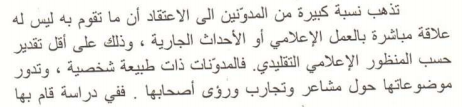 تذهب نسبة كبيرة من المدوّنين الى الاعتقاد أن ما تقوم به ليس له
علاقة مباشرة بالعمل الإعلامي أو الأحداث الجارية ، وذلك على أقل تقدير
حسب المنظور الإعلامي التقليدي. فالمدوّنات ذات طبيعة شخصية ، وتدور
موضوعاتها حول مشاعر وتجارب ورؤى أصحابها . ففي دراسة قام بها